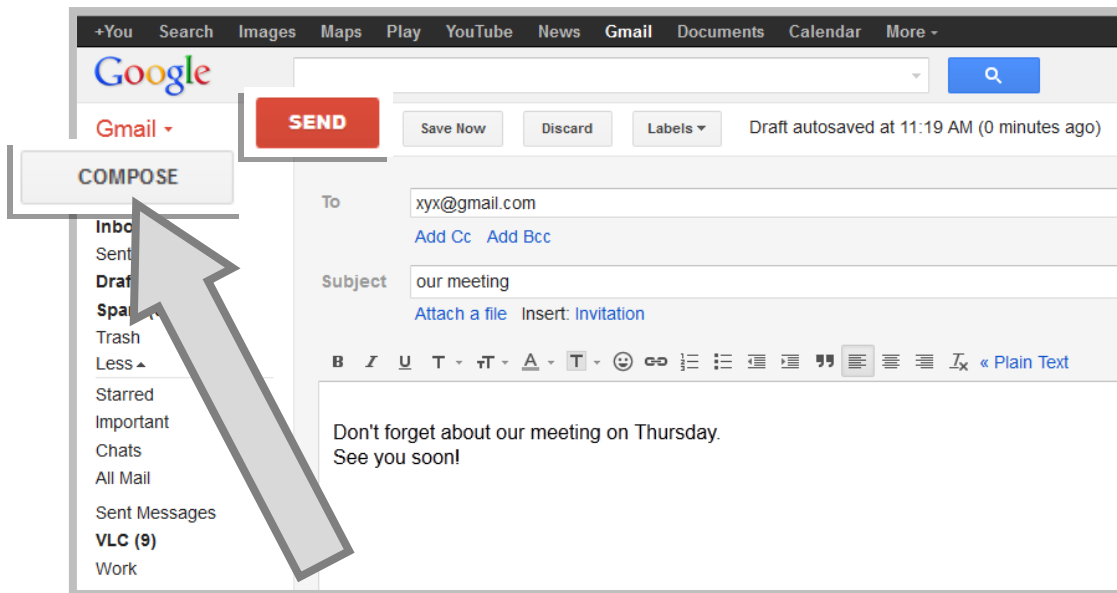 +You Search Images Maps Play YouTube News Gmail Documents Calendar More
Google
Gmail
SEND
Save Now Discard Labels Draft autosaved at 11:19 AM (0 minutes ago)
COMPOSE
To xyx@gmail.com
Add Cc Add Bcc
Sent
Subject our meeting
Attach a file Insert: Invitation
Trash
Less
B I U T TT A T Tx « Plain Text
Starred
Important
Chats
All Mail
Sent Messages
VLC (9)
Work
Don't forget about our meeting on Thursday.
See you soon!